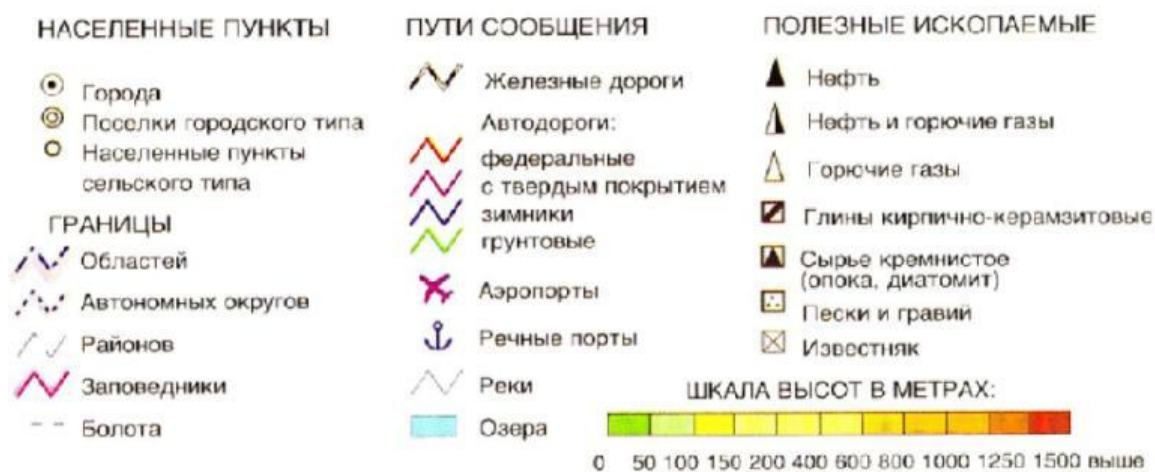 НАСЕЛЕННЫЕ ПУНКТЫ
Города
Поселки городского типа
Населенные пункты
сельского типа
ГРАНИЦЫ
Областей
Автономных округов
Районов
Заповедники
Болота
ПУТИ СООБЩЕНИЯ
Железные дороги
Автодороги:
федеральные
с твердым покрытием
зимники
грунтовые
Аэропорты
Речные порты
Реки
Озера
ПОЛЕЗНЫЕ ИСКОПАЕМЫЕ
Нефть
Нефть и горючие газы
Горючие газы
Глины кирпично-керамзитовые
Сырье кремнистое
(опока, диатомит)
Пески и гравий
Известняк
ШКАЛА ВЫСОТ В МЕТРАХ:
0 50 100 150 200 400 600 800 1000 1250 1500 выше